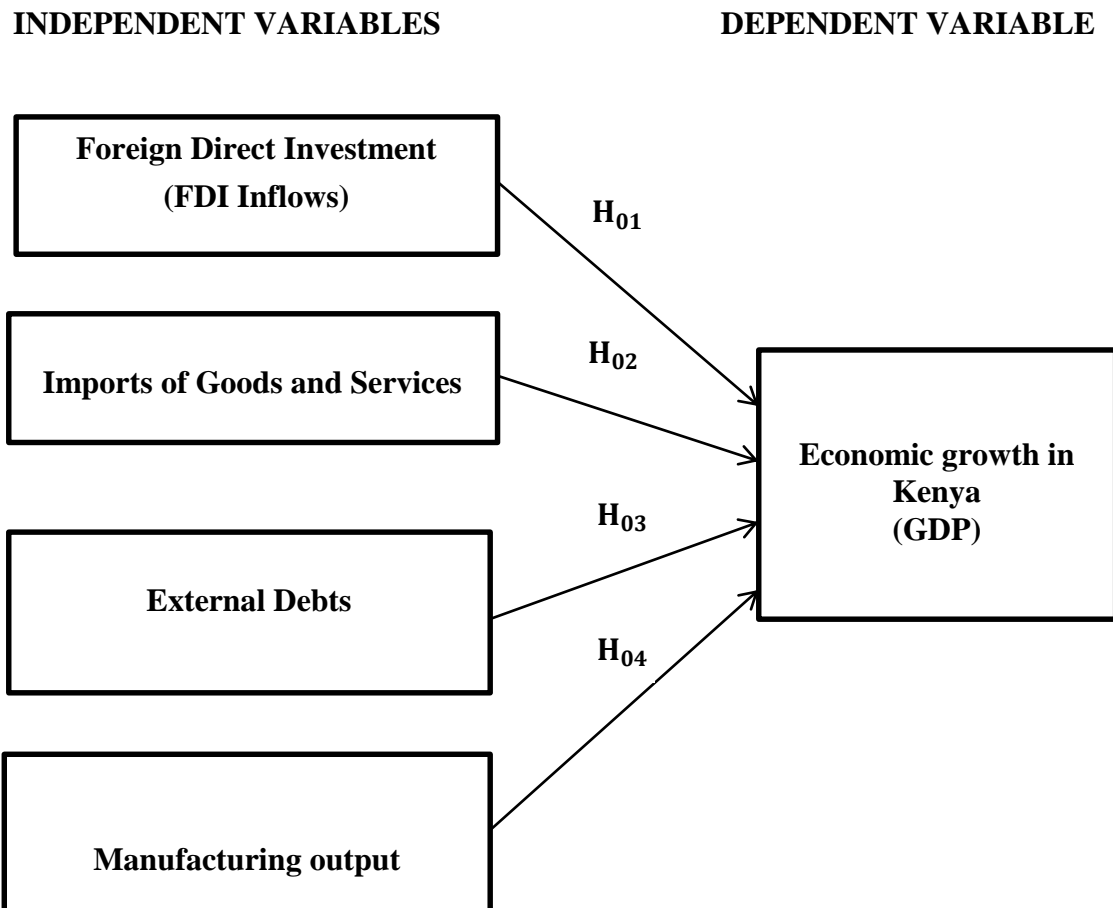 INDEPENDENT VARIABLES
DEPENDENT VARIABLE
Foreign Direct Investment
(FDI Inflows)
H₀₁
Imports of Goods and Services
H₀₂
Economic growth in
Kenya
(GDP)
H₀₃
External Debts
H₀₄
Manufacturing output